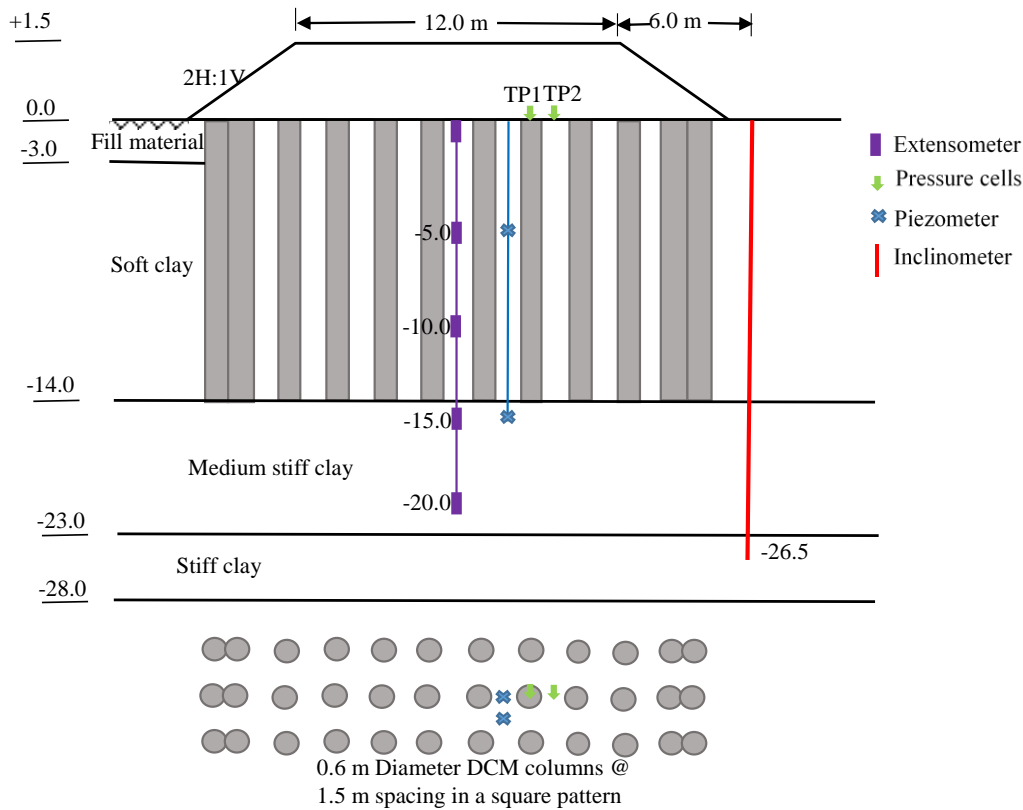 +1.5
12.0 m
6.0 m
2H:1V
TP1 TP2
0.0
Fill material
-3.0
Extensometer
Pressure cells
Piezometer
Inclinometer
-5.0
Soft clay
-10.0
-14.0
-15.0
Medium stiff clay
-20.0
-23.0
-26.5
Stiff clay
-28.0
0.6 m Diameter DCM columns @
1.5 m spacing in a square pattern